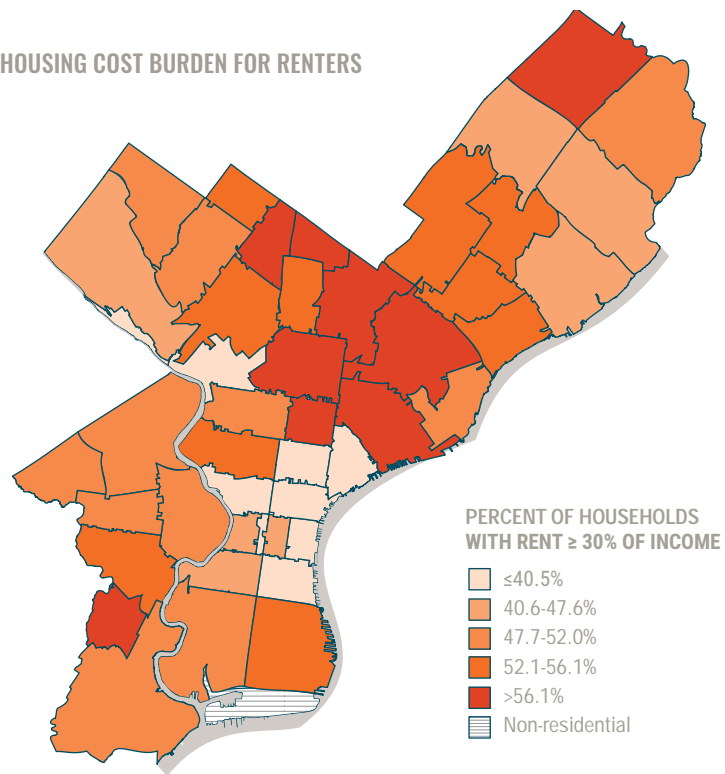 HOUSING COST BURDEN FOR RENTERS
PERCENT OF HOUSEHOLDS
WITH RENT ≥ 30% OF INCOME
≤40.5%
40.6-47.6%
47.7-52.0%
52.1-56.1%
>56.1%
Non-residential